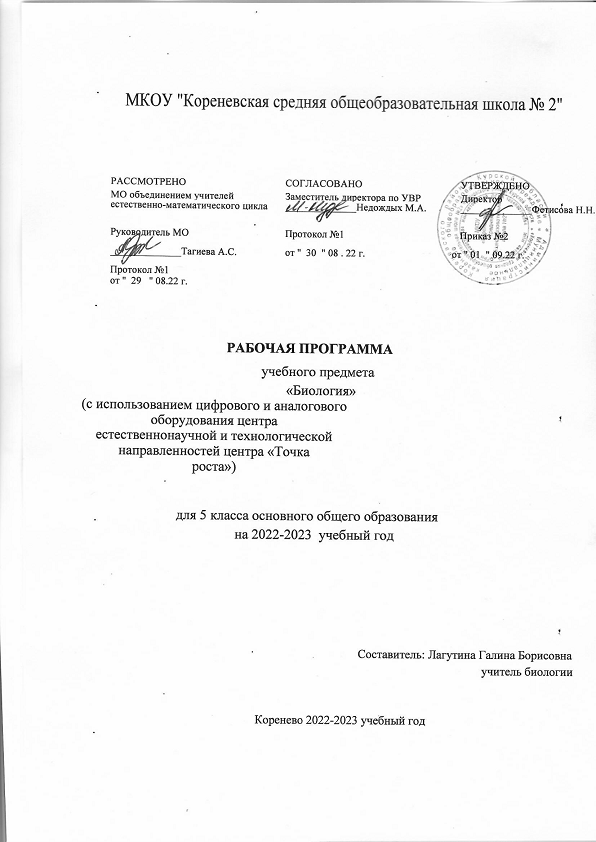 МКОУ "Кореневская средняя общеобразовательная школа № 2"
РАССМОТРЕНО
МО объединением учителей
естественно-математического цикла
Руководитель МО
Тагиева А.С.
Протокол №1
от " 29 " 08.22 г.
СОГЛАСОВАНО
Заместитель директора по УВР
Недождых М.А.
Протокол №1
от " 30 " 08 . 22 г.
УТВЕРЖДЕНО
Директор
Фетисова Н.Н.
Приказ №2
от " 01 " 09.22 г.
РАБОЧАЯ ПРОГРАММА
учебного предмета
«Биология»
(с использованием цифрового и аналогового
оборудования центра
естественнонаучной и технологической
направленностей центра «Точка
роста»)
для 5 класса основного общего образования
на 2022-2023 учебный год
Составитель: Лагутина Галина Борисовна
учитель биологии
Коренево 2022-2023 учебный год